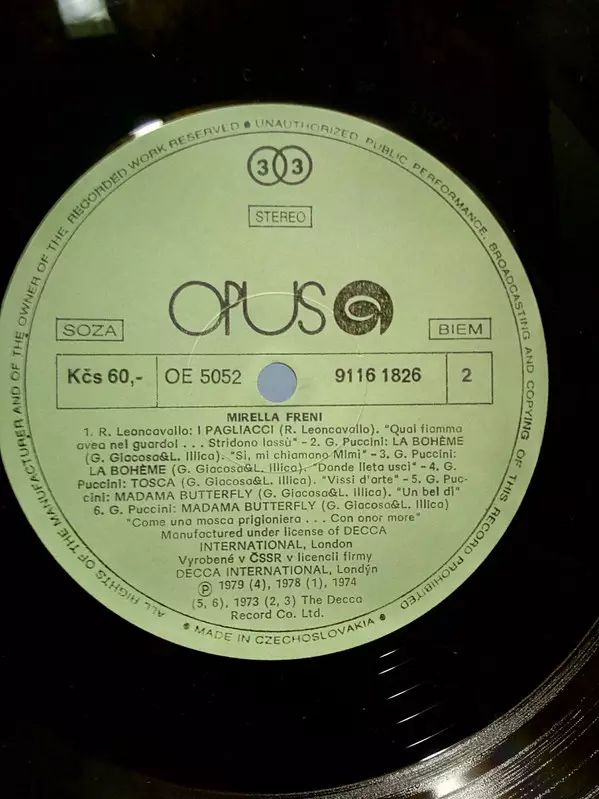 ALL RIGHTS OF THE MANUFACTURER AND OF THE OWNER OF THE RECORDED WORK RESERVED ● UNAUTHORIZED PUBLIC PERFORMANCE, BROADCASTING AND COPYING OF THIS RECORD PROHIBITED
33
STEREO
OPUS
SOZA
BIEM
Kčs 60,- OE 5052 9116 1826 2
MIRELLA FRENI
1. R. Leoncavallo: I PAGLIACCI (R. Leoncavallo). "Qual fiamma
avea nel guardo! . . . Stridono lassù" – 2. G. Puccini: LA BOHÈME
(G. Giacosa&L. Illica). "Si, mi chiamano Mimi" – 3. G. Puccini:
LA BOHÈME (G. Giacosa&L. Illica). "Donde lieta usci" – 4. G.
Puccini: TOSCA (G. Giacosa&L. Illica). "Vissi d'arte" – 5. G. Puc-
cini: MADAMA BUTTERFLY (G. Giacosa&L. Illica). "Un bel di"
6. G. Puccini: MADAMA BUTTERFLY (G. Giacosa&L. Illica)
"Come una mosca prigioniera . . . Con onor more"
Manufactured under license of DECCA
INTERNATIONAL, London
Vyrobené v ČSSR v licencii firmy
DECCA INTERNATIONAL, Londýn
Ⓟ 1979 (4), 1978 (1), 1974
(5, 6), 1973 (2, 3) The Decca
Record Co. Ltd.
● MADE IN CZECHOSLOVAKIA ●